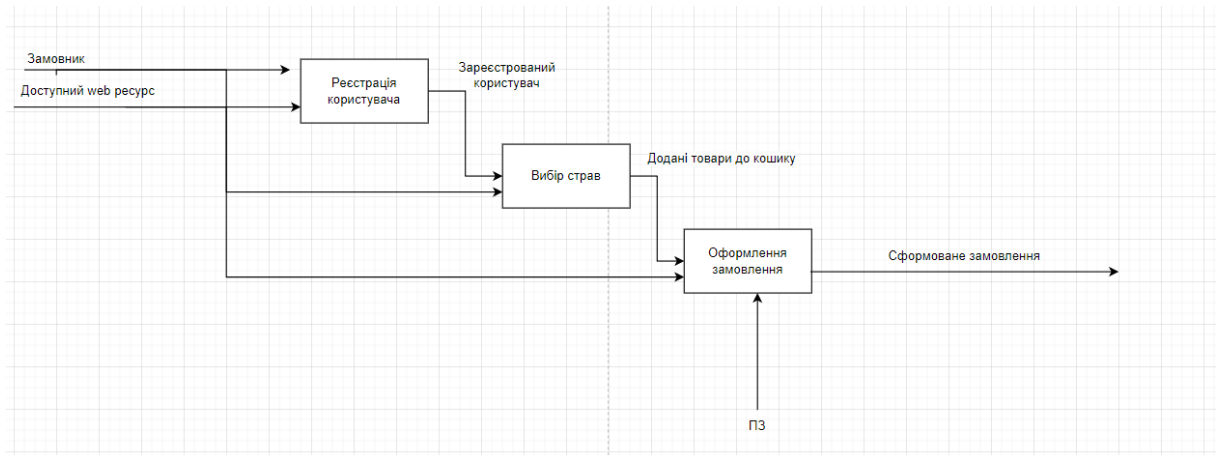 Замовник
Доступний web ресурс
Реєстрація
користувача
Зареєстрований
користувач
Вибір страв
Додані товари до кошику
Оформлення
замовлення
Сформоване замовлення
ПЗ